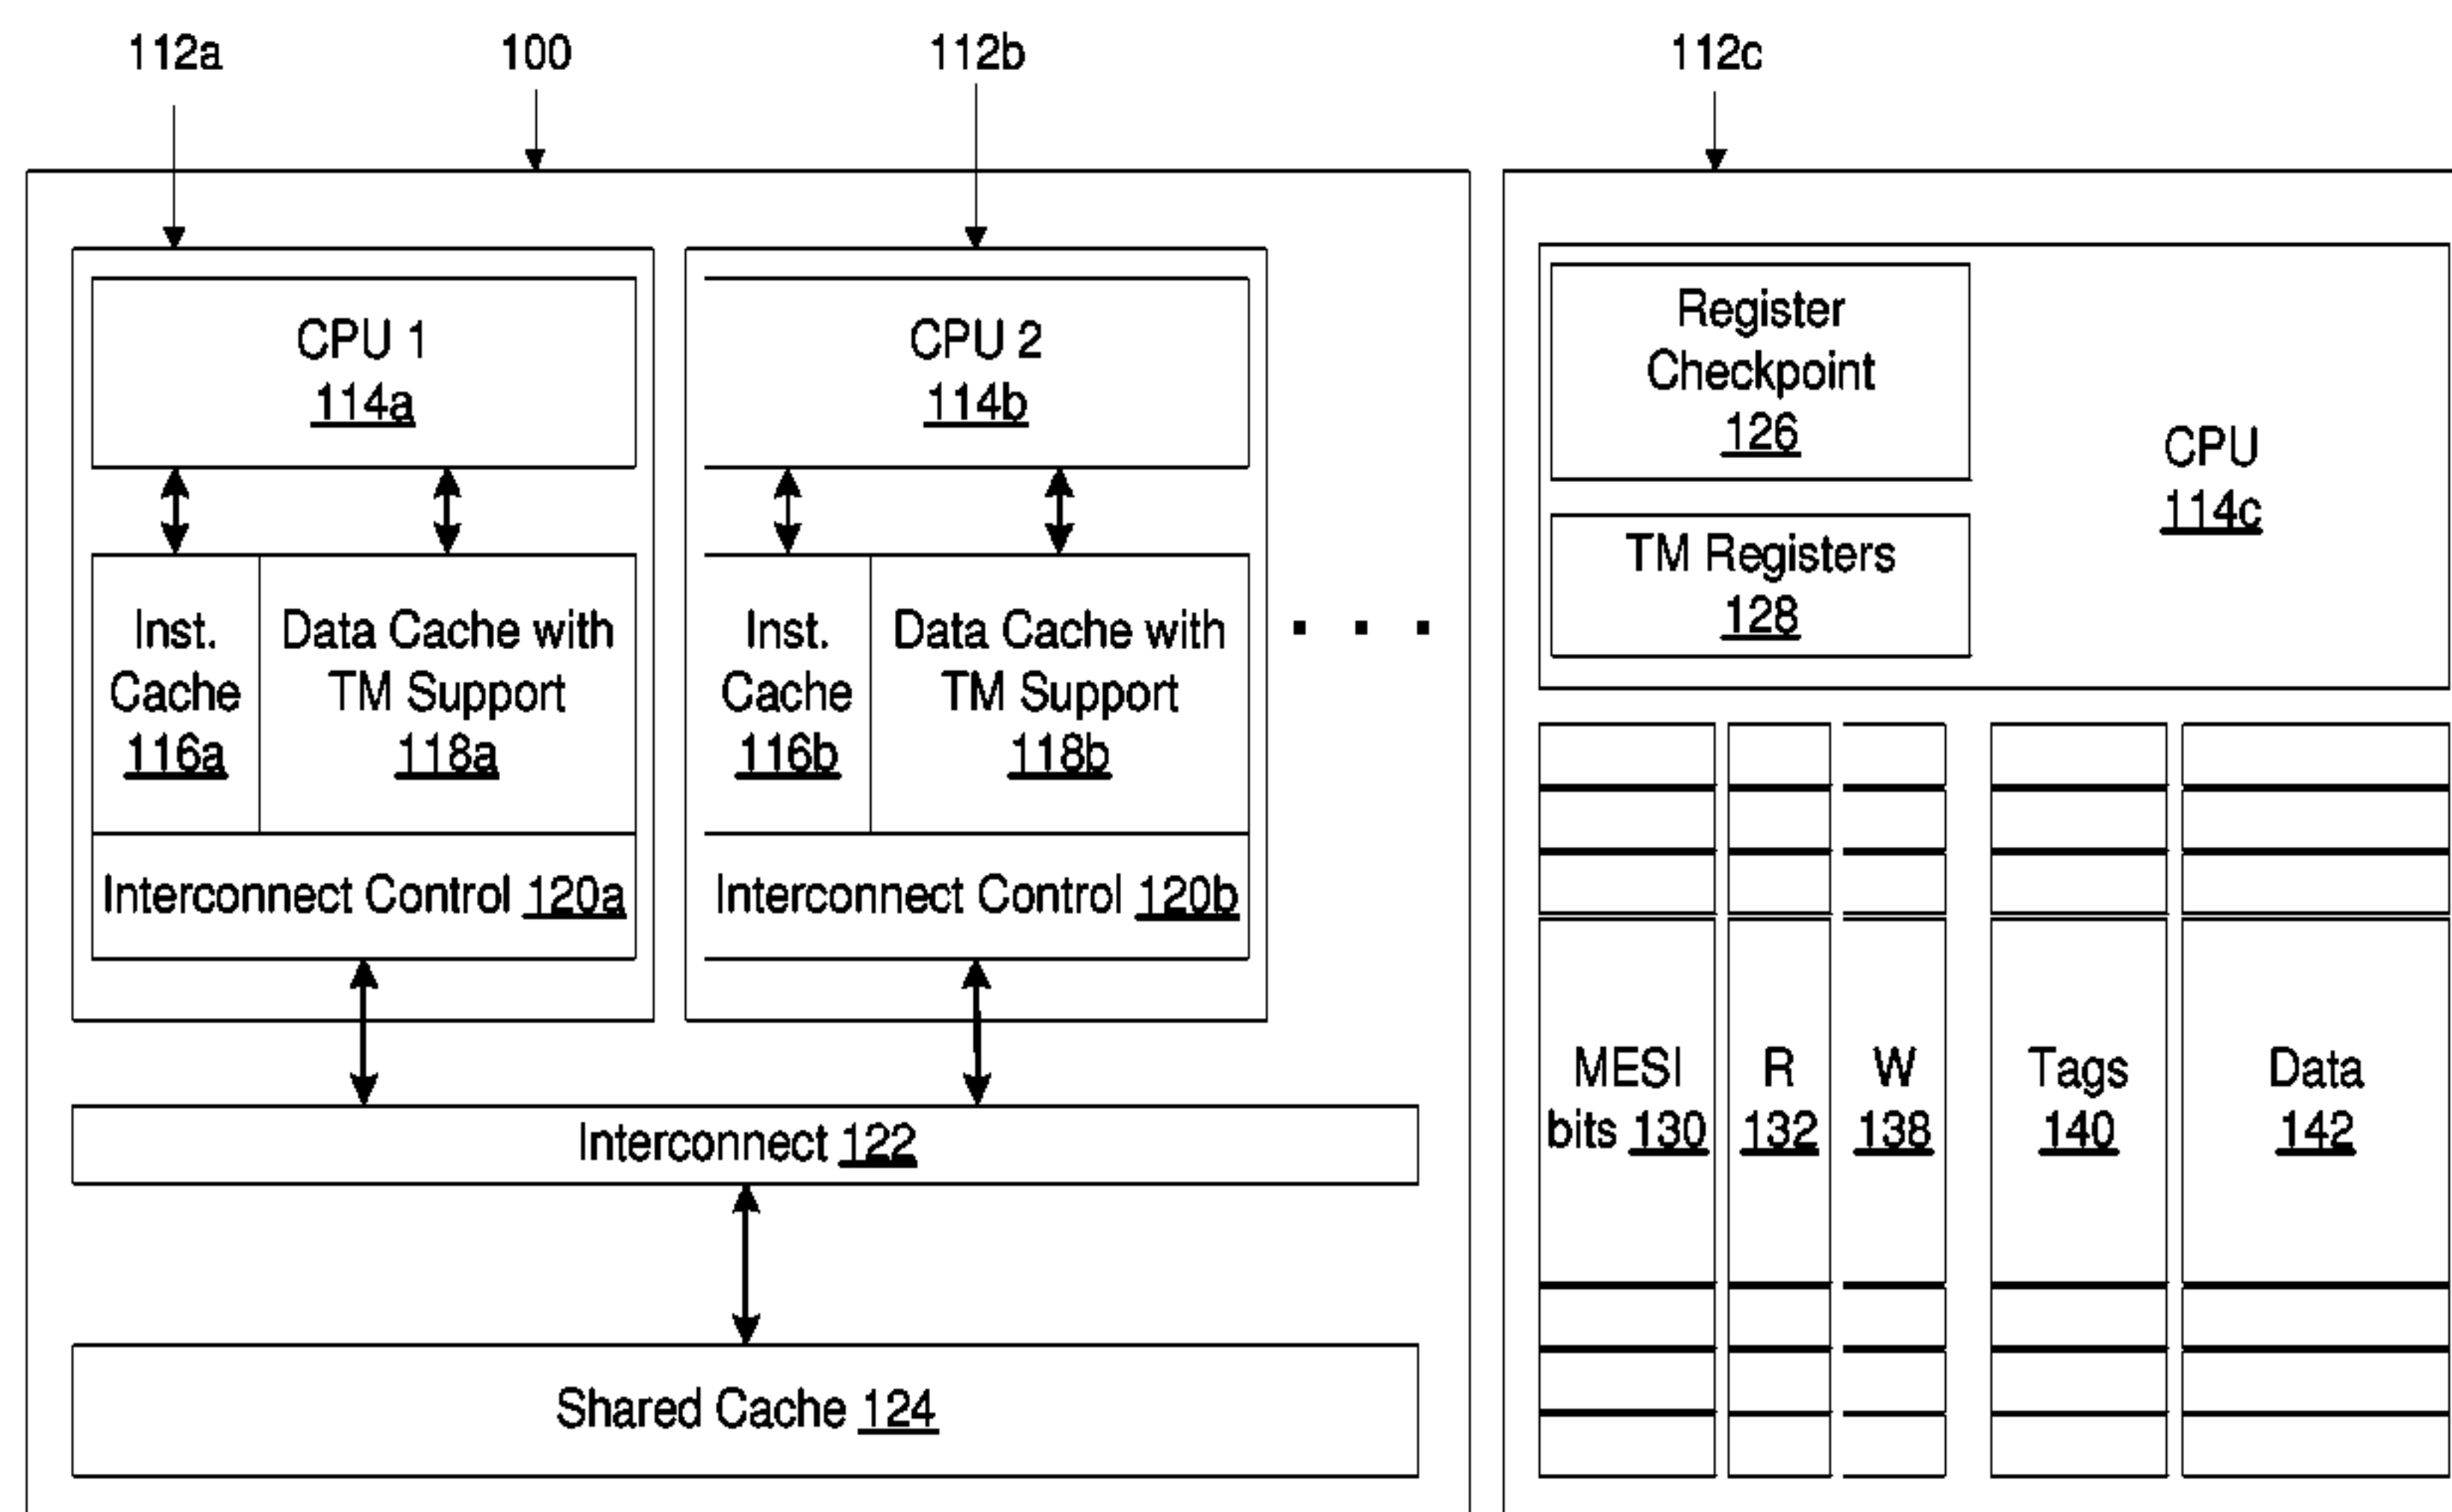 112a
100
112b
112c
CPU 1
114a
CPU 2
114b
Inst.
Cache
116a
Data Cache with
TM Support
118a
Inst.
Cache
116b
Data Cache with
TM Support
118b
. . .
Interconnect Control 120a
Interconnect Control 120b
Interconnect 122
Shared Cache 124
Register
Checkpoint
126
CPU
114c
TM Registers
128
MESI
bits 130
R
132
W
138
Tags
140
Data
142